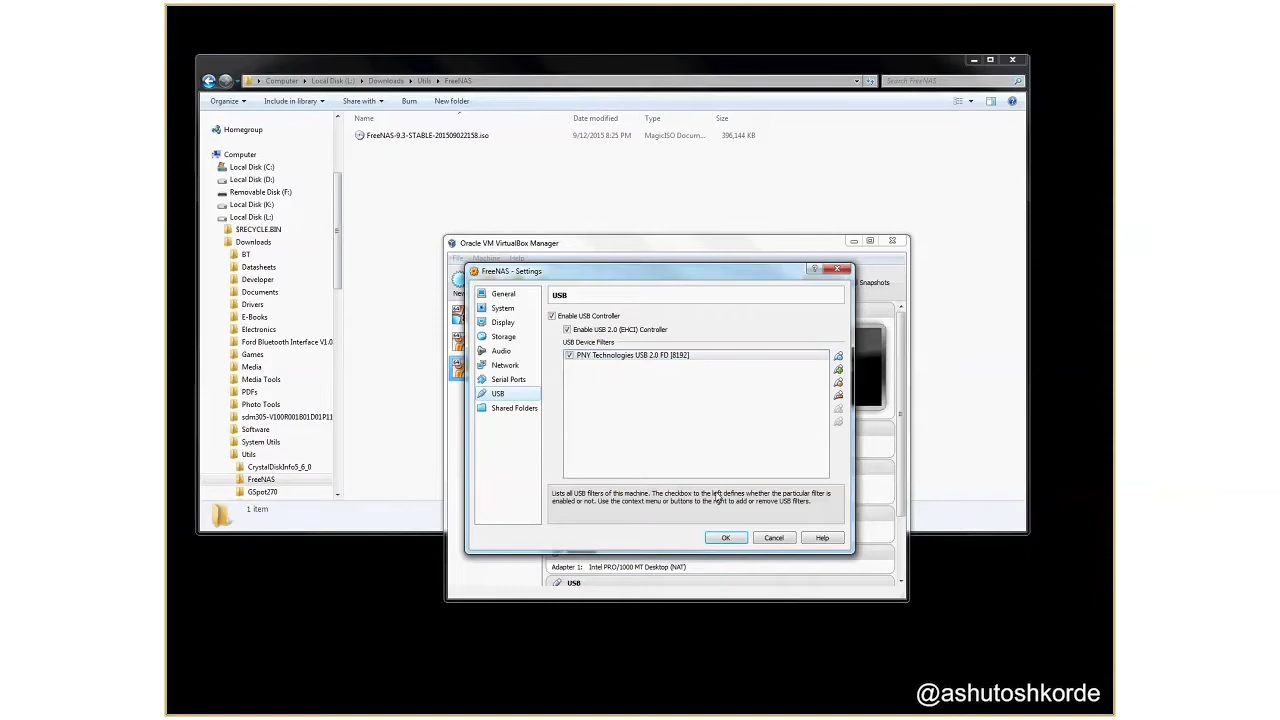 Computer Local Disk (L:) Downloads Utils FreeNAS
Search FreeNAS
Organize Include in library Share with Burn New folder
Name Date modified Type Size
FreeNAS-9.3-STABLE-201509022158.iso 9/12/2015 8:25 PM MagicISO Docum... 396,144 KB
Homegroup
Computer
Local Disk (C:)
Local Disk (D:)
Removable Disk (F:)
Local Disk (K:)
Local Disk (L:)
$RECYCLE.BIN
Downloads
BT
Datasheets
Developer
Documents
Drivers
E-Books
Electronics
Ford Bluetooth Interface V1.0
Games
Media
Media Tools
PDFs
Photo Tools
sdm305-V100R001B01D01P11
Software
System Utils
Utils
CrystalDiskInfo5_6_0
FreeNAS
GSpot270
1 item
Oracle VM VirtualBox Manager
File Machine Help
Snapshots
FreeNAS - Settings
General
System
Display
Storage
Audio
Network
Serial Ports
USB
Shared Folders
USB
Enable USB Controller
Enable USB 2.0 (EHCI) Controller
USB Device Filters
PNY Technologies USB 2.0 FD [8192]
Lists all USB filters of this machine. The checkbox to the left defines whether the particular filter is
enabled or not. Use the context menu or buttons to the right to add or remove USB filters.
OK Cancel Help
Adapter 1: Intel PRO/1000 MT Desktop (NAT)
USB
@ashutoshkorde